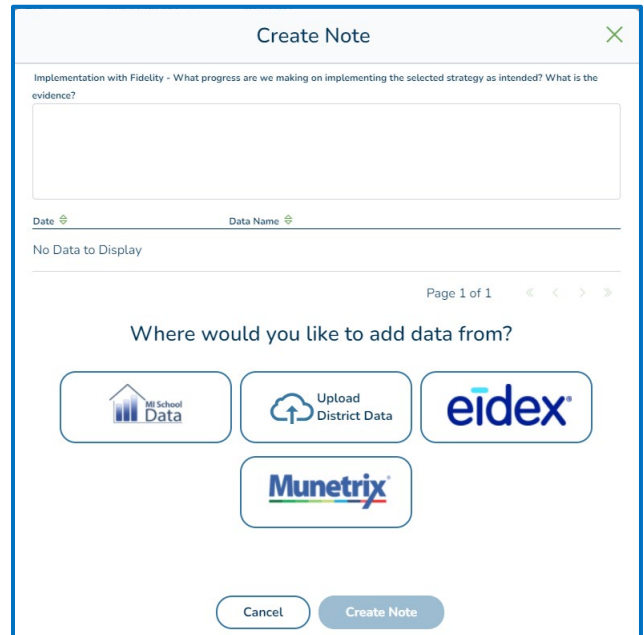 Create Note
Implementation with Fidelity - What progress are we making on implementing the selected strategy as intended? What is the
evidence?
Date
Data Name
No Data to Display
Page 1 of 1
Where would you like to add data from?
MI School
Data
Upload
District Data
eidex
Munetrix
Cancel
Create Note